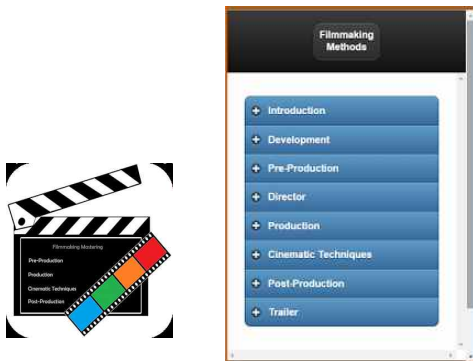 Filmmaking Mastering
Pre-Production
Production
Cinematic Techniques
Post-Production
Filmmaking
Methods
Introduction
Development
Pre-Production
Director
Production
Cinematic Techniques
Post-Production
Trailer